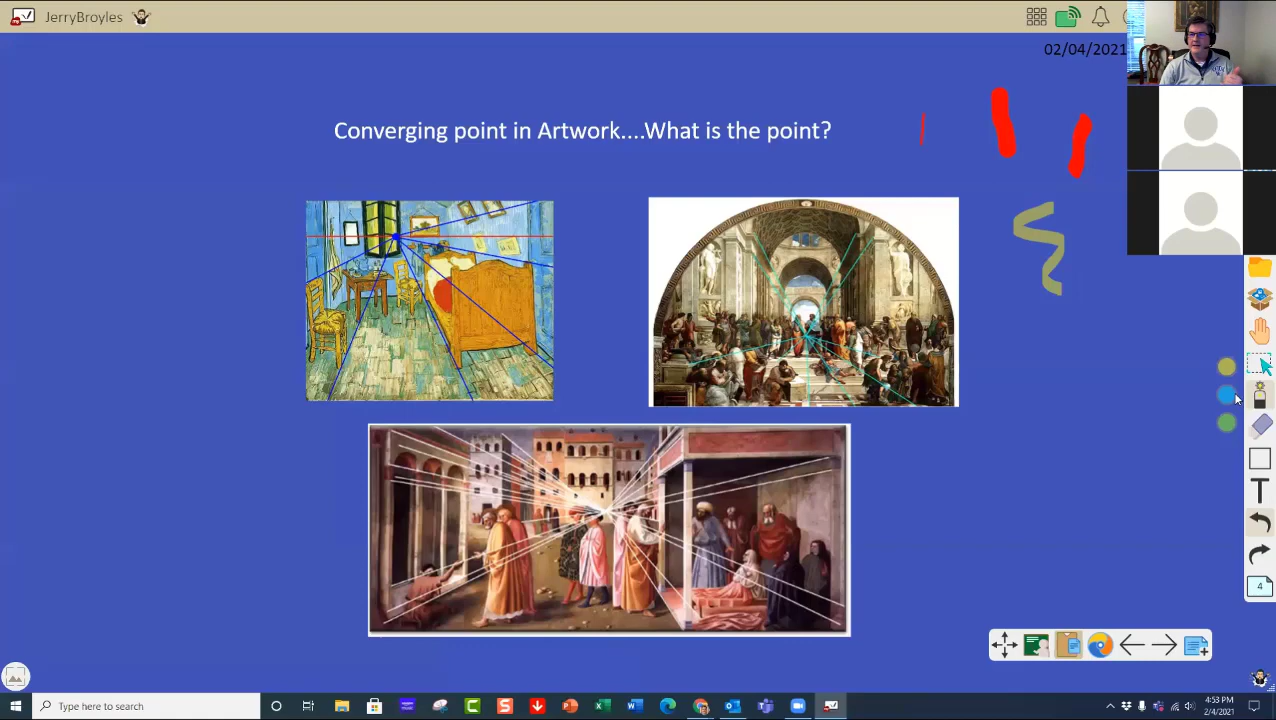 JerryBroyles
02/04/2021
Converging point in Artwork....What is the point?
T
4
Type here to search
4:53 PM
2/4/2021